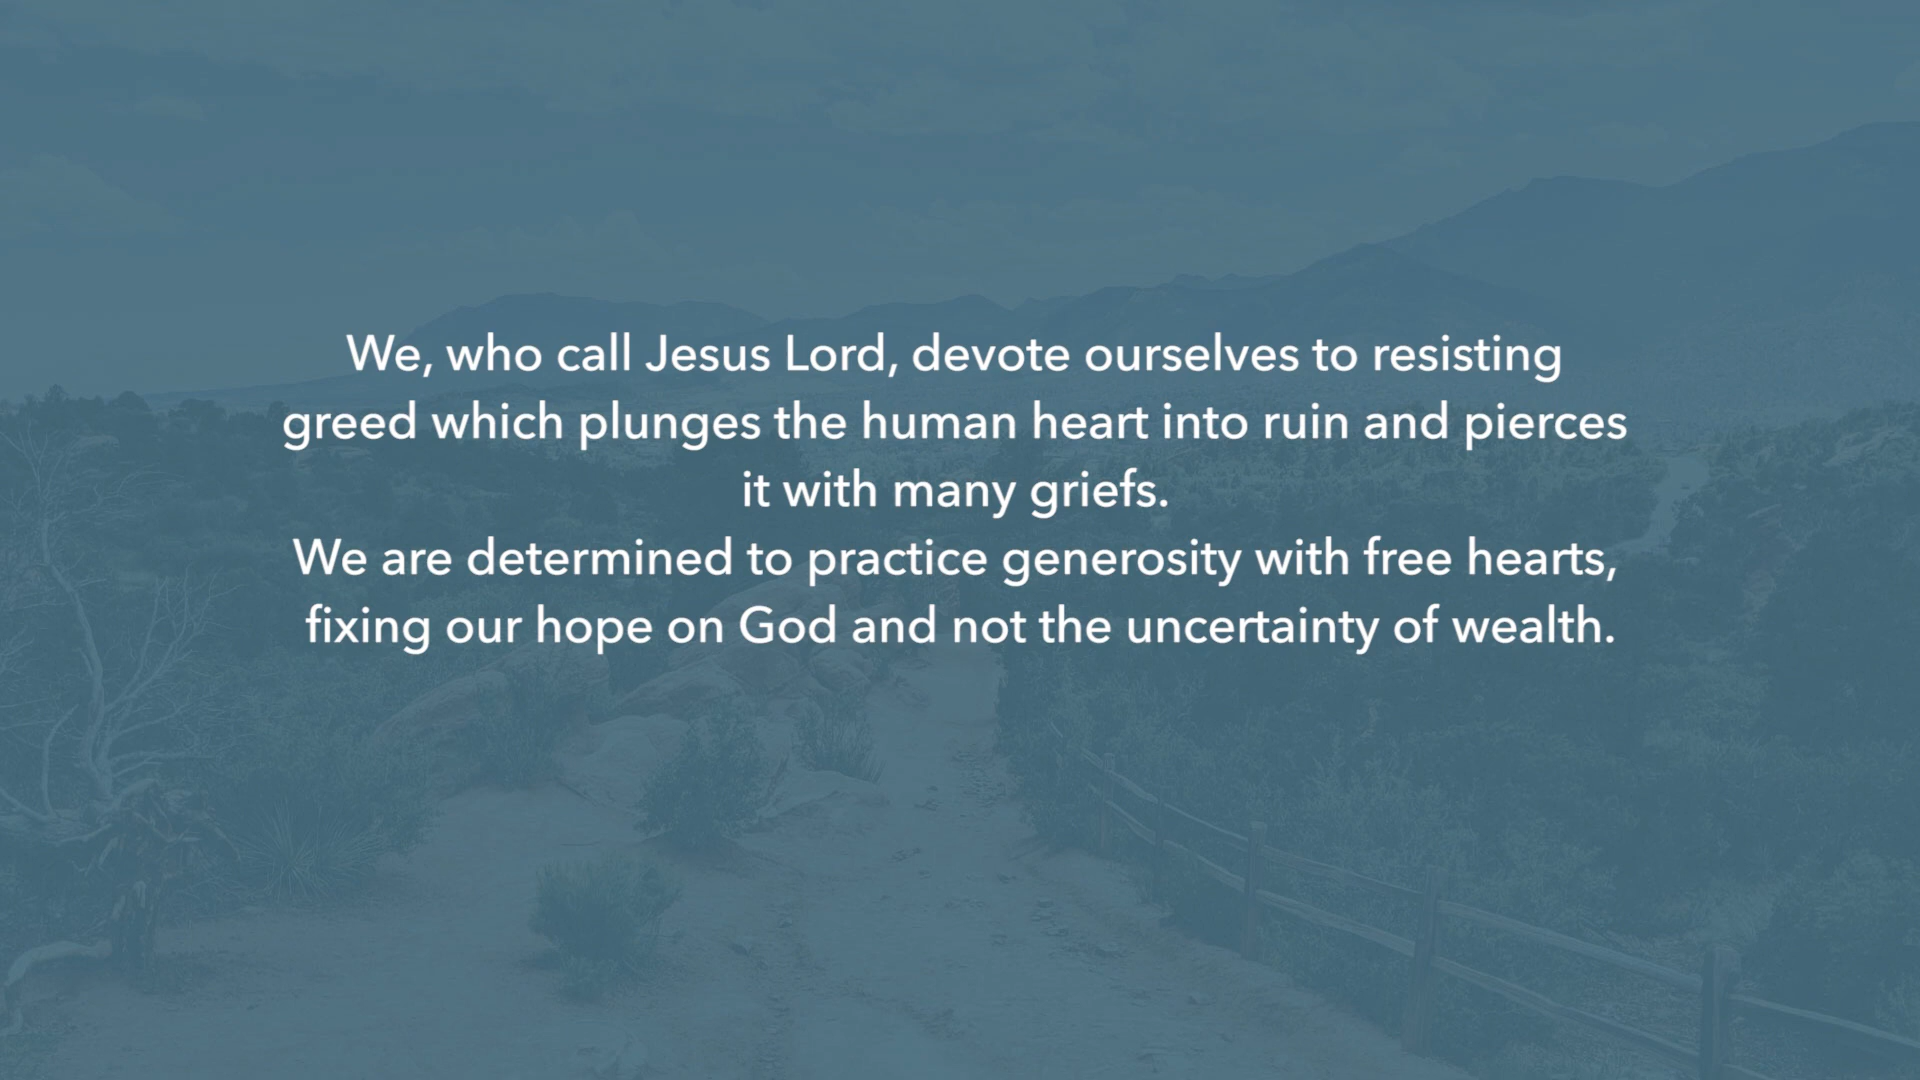 We, who call Jesus Lord, devote ourselves to resisting
greed which plunges the human heart into ruin and pierces
it with many griefs.
We are determined to practice generosity with free hearts,
fixing our hope on God and not the uncertainty of wealth.